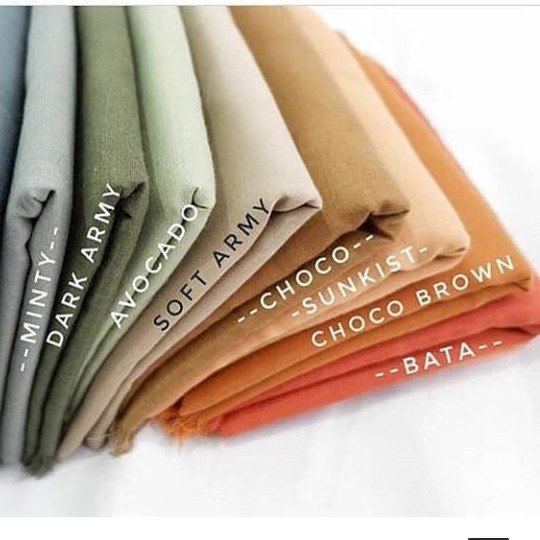 --MINTY--
DARK ARMY
AVOCADO
SOFT ARMY
--CHOCO--
-SUNKIST-
CHOCO BROWN
--BATA--